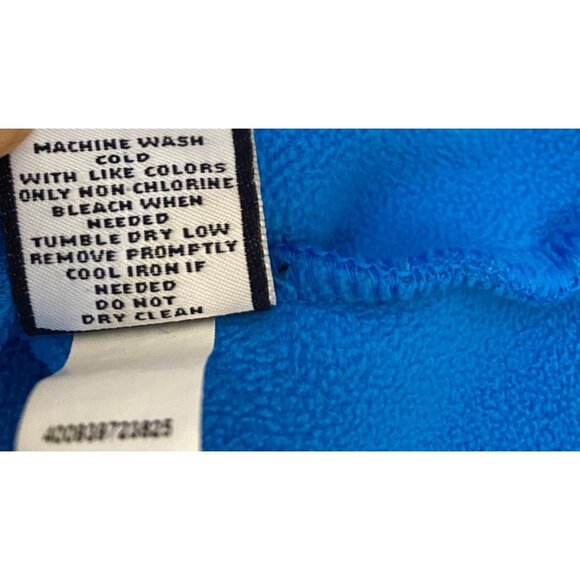 MACHINE WASH
COLD
WITH LIKE COLORS
ONLY NON-CHLORINE
BLEACH WHEN
NEEDED
TUMBLE DRY LOW
REMOVE PROMPTLY
COOL IRON IF
NEEDED
DO NOT
DRY CLEAN
400939723825